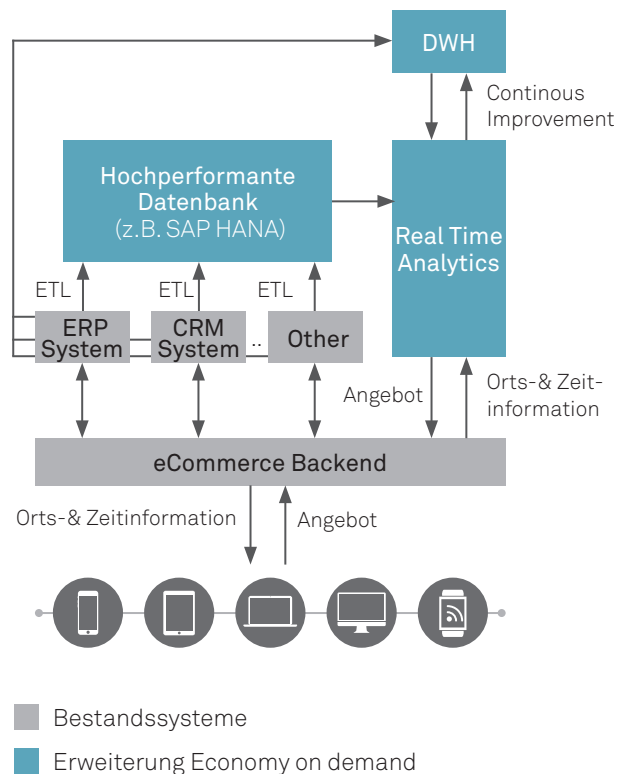 DWH
Continous
Improvement
Hochperformante
Datenbank
(z.B. SAP HANA)
Real Time
Analytics
ETL
ETL
ETL
ERP
System
CRM
System
..
Other
Angebot
Orts-& Zeit-
information
eCommerce Backend
Orts-& Zeitinformation
Angebot
Bestandssysteme
Erweiterung Economy on demand